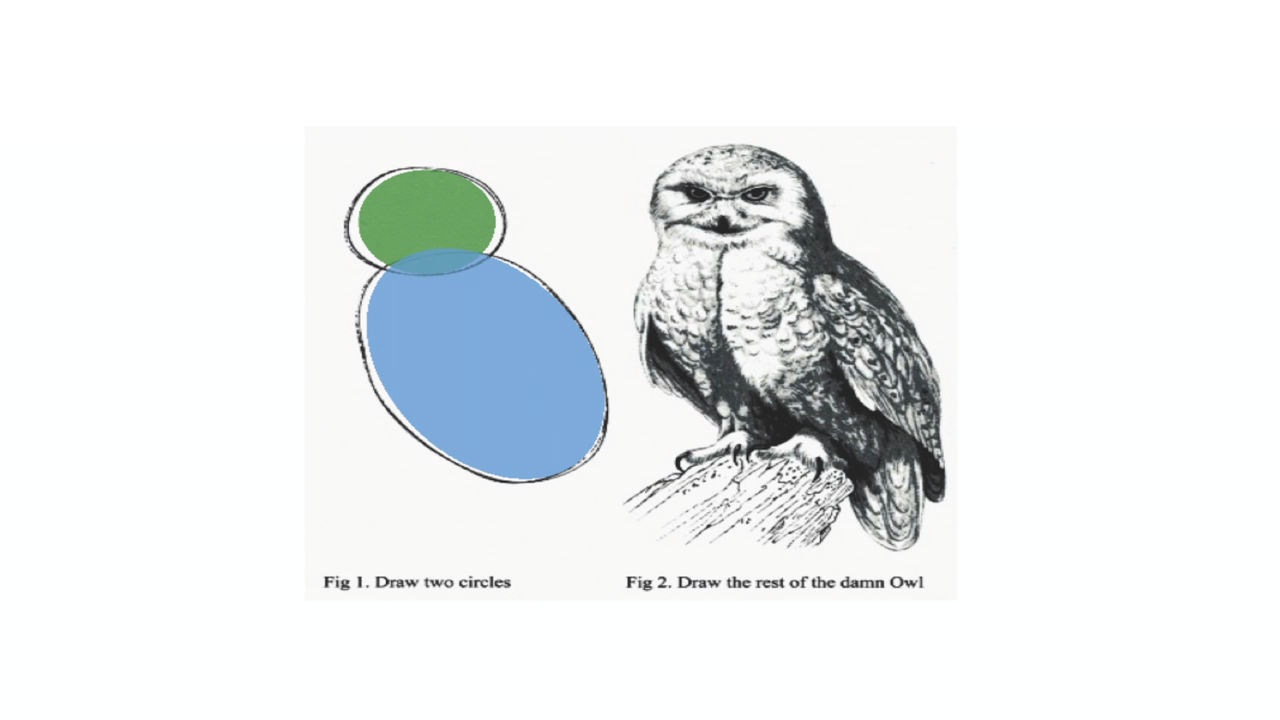 Fig 1. Draw two circles
Fig 2. Draw the rest of the damn Owl